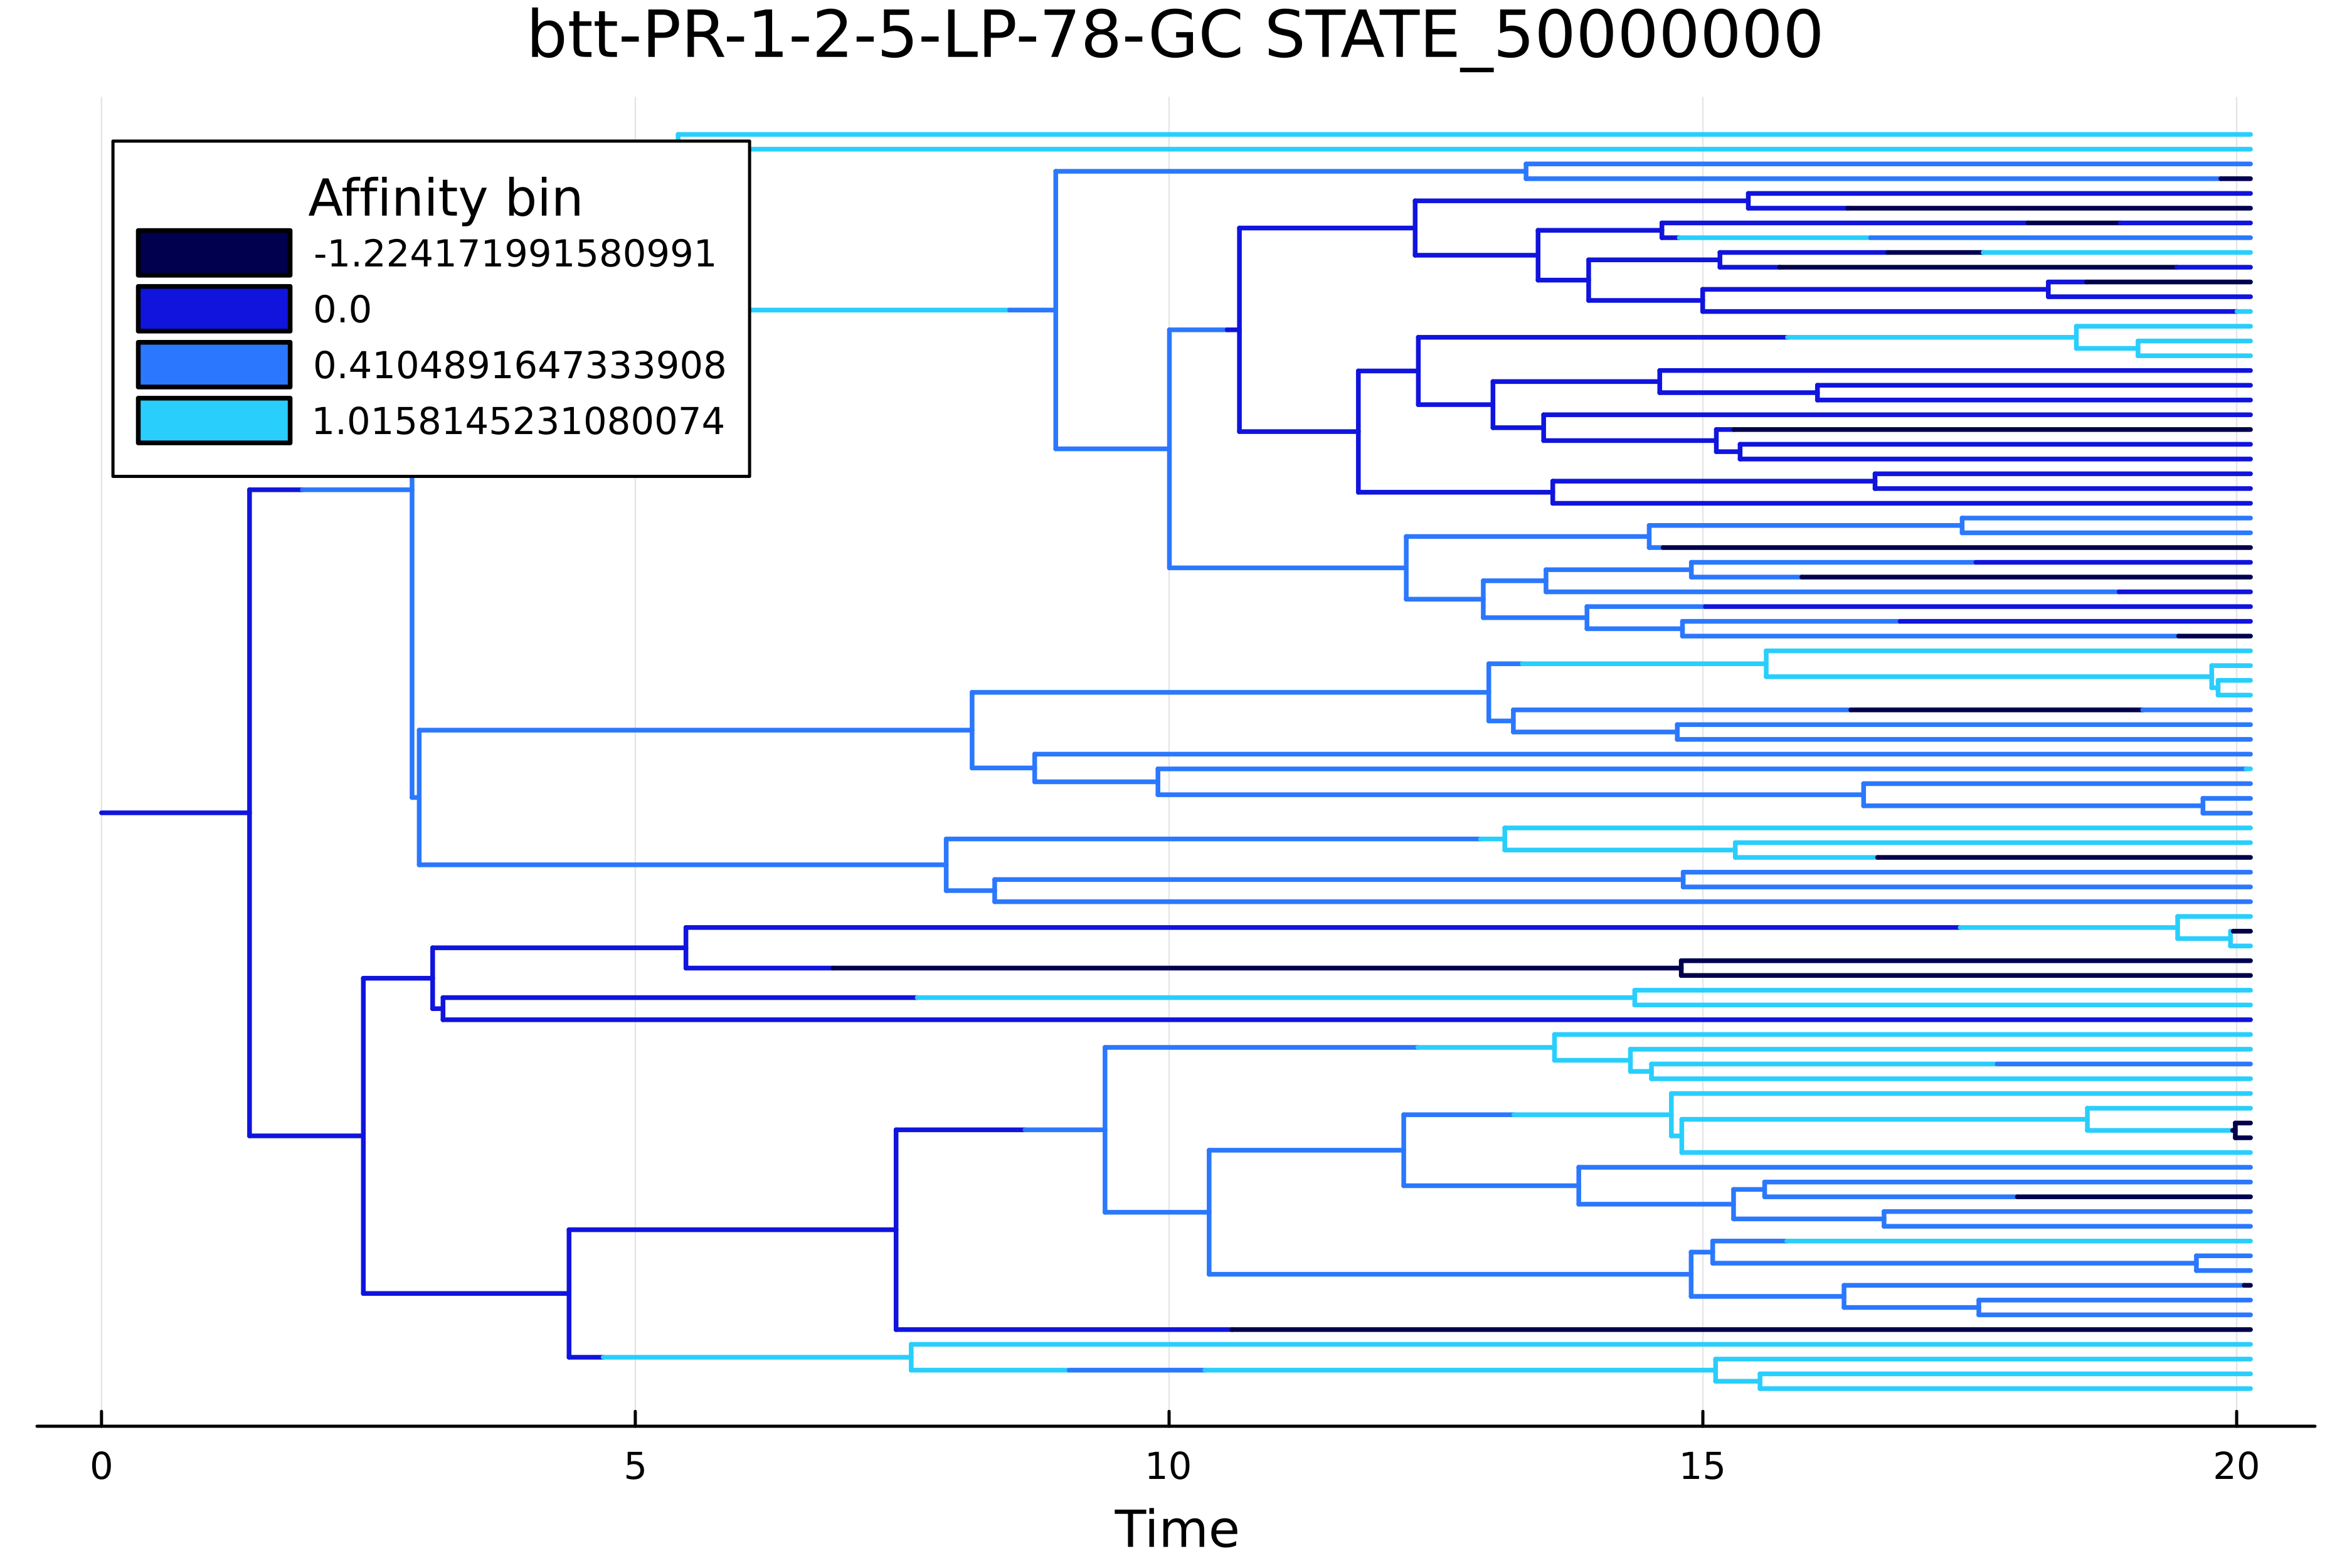 btt-PR-1-2-5-LP-78-GC STATE_50000000
Affinity bin
-1.224171991580991
0.0
0.4104891647333908
1.0158145231080074
0 5 10 15 20
Time